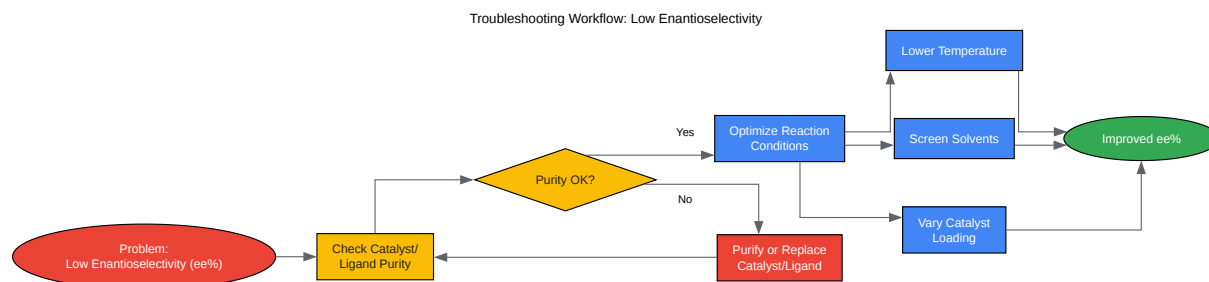 Troubleshooting Workflow: Low Enantioselectivity
Lower Temperature
Yes
Optimize Reaction
Conditions
Screen Solvents
Improved ee%
Purity OK?
No
Vary Catalyst
Loading
Problem:
Low Enantioselectivity (ee%)
Check Catalyst/
Ligand Purity
Purify or Replace
Catalyst/Ligand